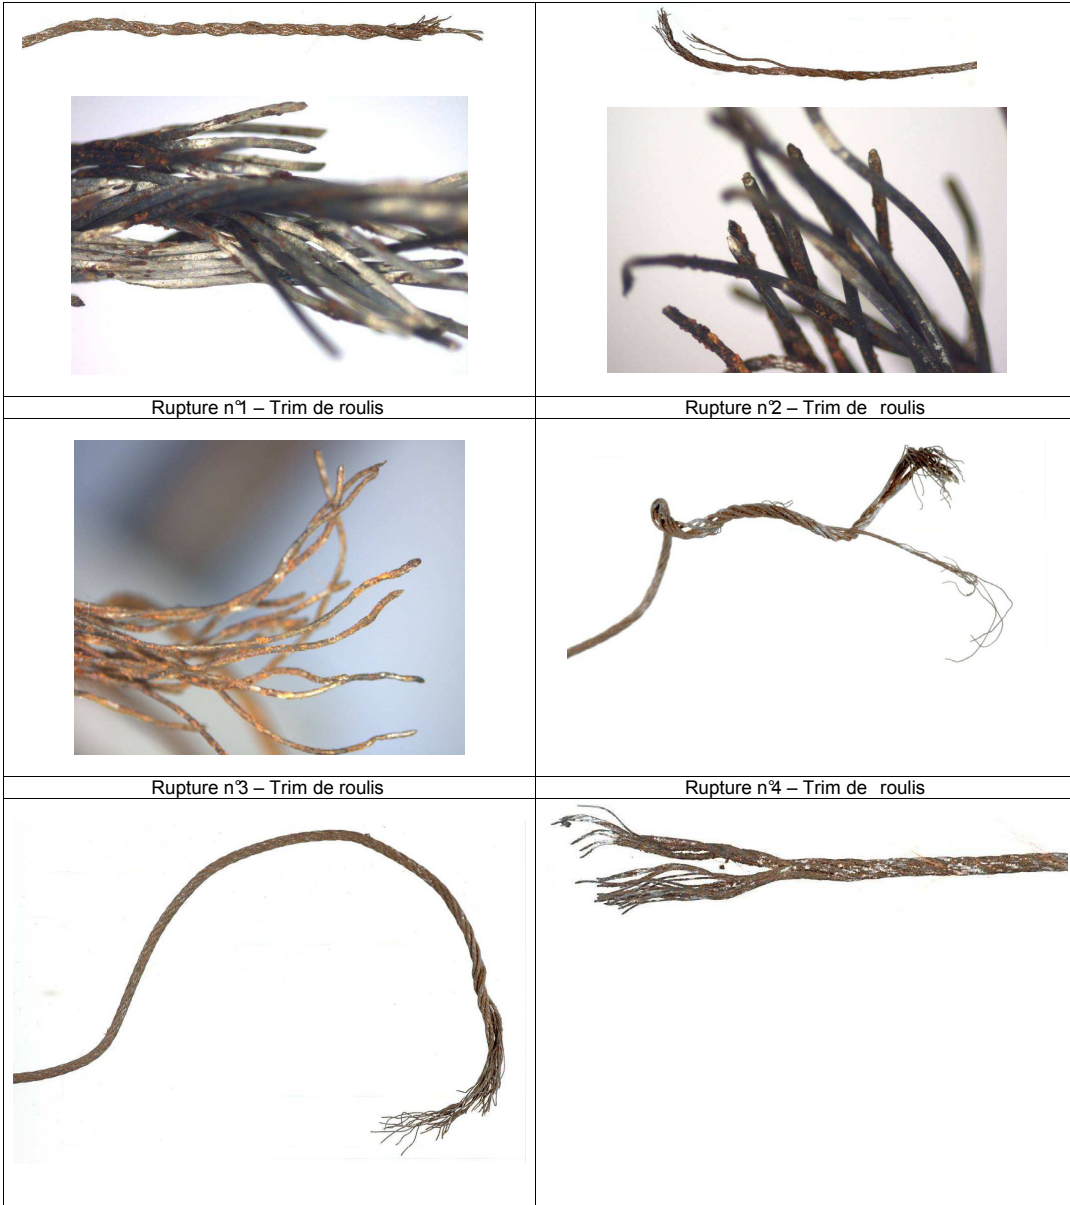 Rupture n°1 – Trim de roulis
Rupture n°2 – Trim de roulis
Rupture n°3 – Trim de roulis
Rupture n°4 – Trim de roulis